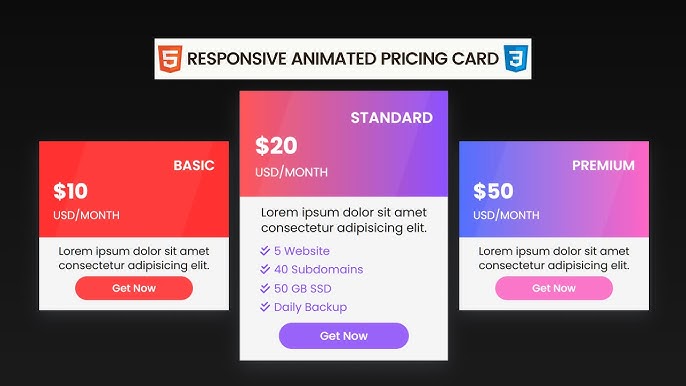 5 RESPONSIVE ANIMATED PRICING CARD 3
BASIC
$10
USD/MONTH
Lorem ipsum dolor sit amet
consectetur adipisicing elit.
Get Now
STANDARD
$20
USD/MONTH
Lorem ipsum dolor sit amet
consectetur adipisicing elit.
5 Website
40 Subdomains
50 GB SSD
Daily Backup
Get Now
PREMIUM
$50
USD/MONTH
Lorem ipsum dolor sit amet
consectetur adipisicing elit.
Get Now